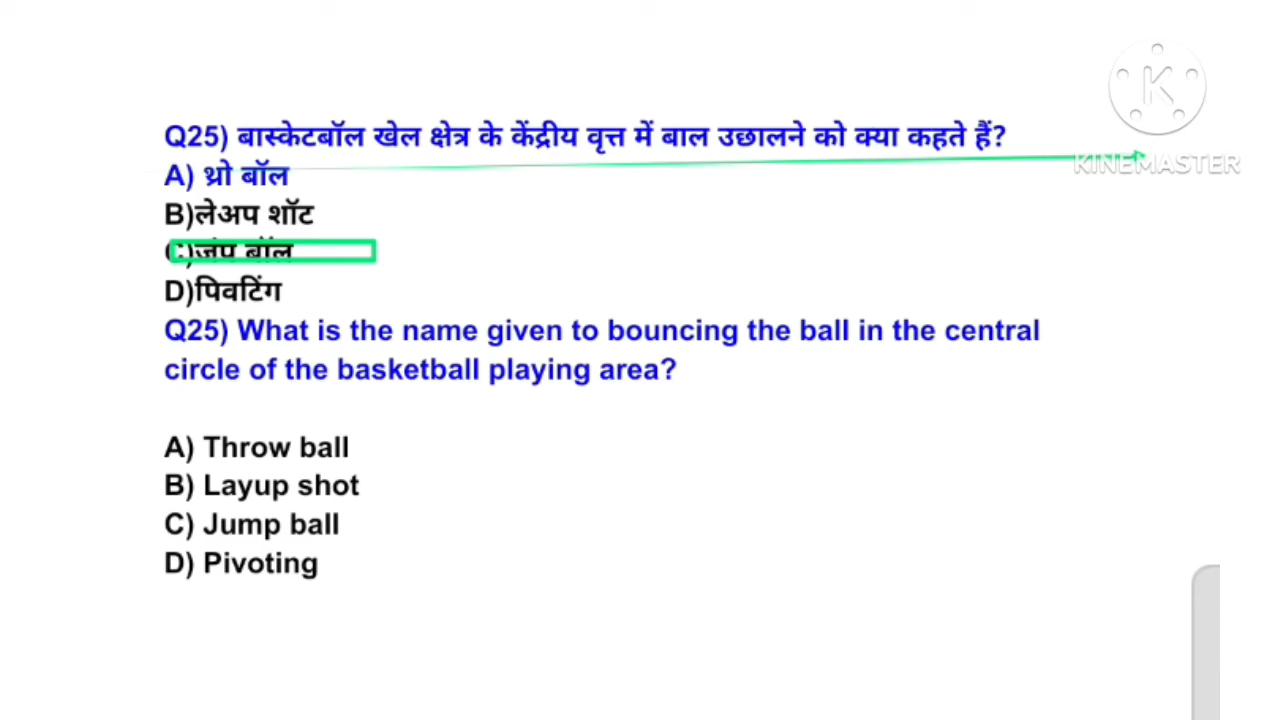 Q25) बास्केटबॉल खेल क्षेत्र के केंद्रीय वृत्त में बाल उछालने को क्या कहते हैं?
A) थ्रो बॉल
B)लेअप शॉट
C)जंप बॉल
D)पिवटिंग
Q25) What is the name given to bouncing the ball in the central
circle of the basketball playing area?
A) Throw ball
B) Layup shot
C) Jump ball
D) Pivoting
K
KINEMASTER